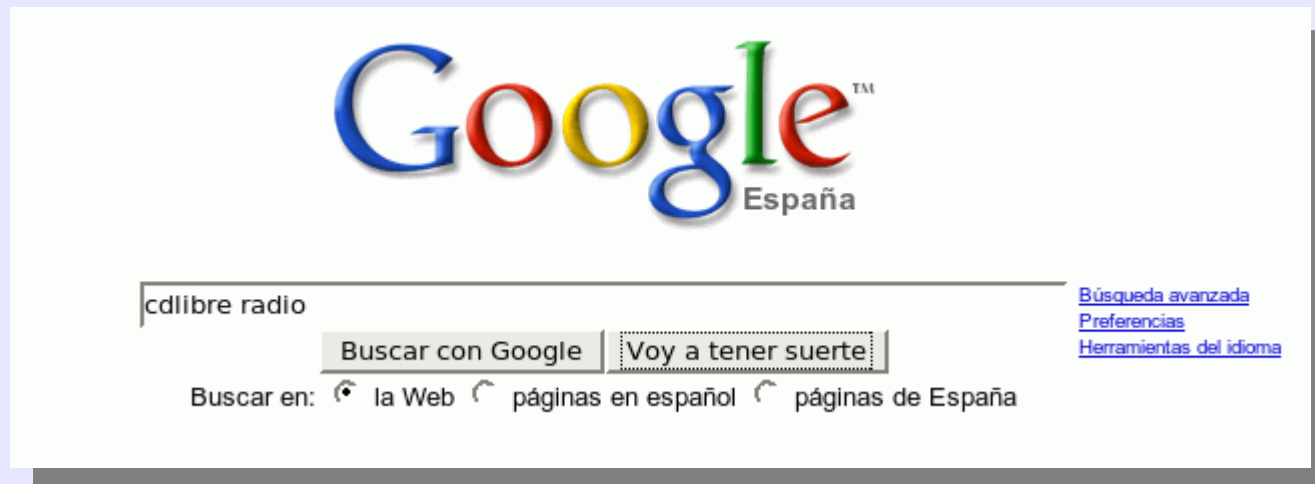 Google™
España
cdlibre radio
Búsqueda avanzada
Preferencias
Herramientas del idioma
Buscar con Google Voy a tener suerte
Buscar en: la Web páginas en español páginas de España